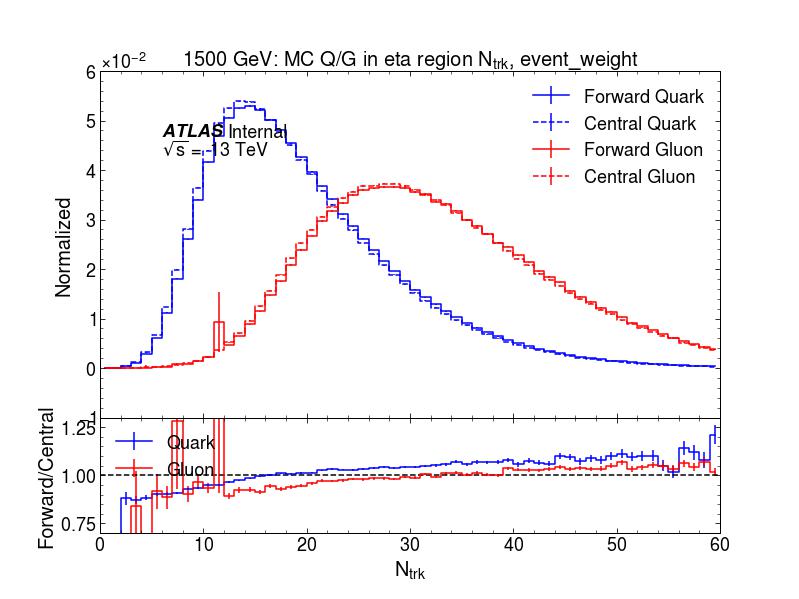 ×10⁻² 1500 GeV: MC Q/G in eta region Ntrk, event_weight
6
5
4
3
2
1
0
−1
Normalized
ATLAS Internal
√s = 13 TeV
Forward Quark
Central Quark
Forward Gluon
Central Gluon
1.25
1.00
0.75
Forward/Central
Quark
Gluon
0 10 20 30 40 50 60
Ntrk